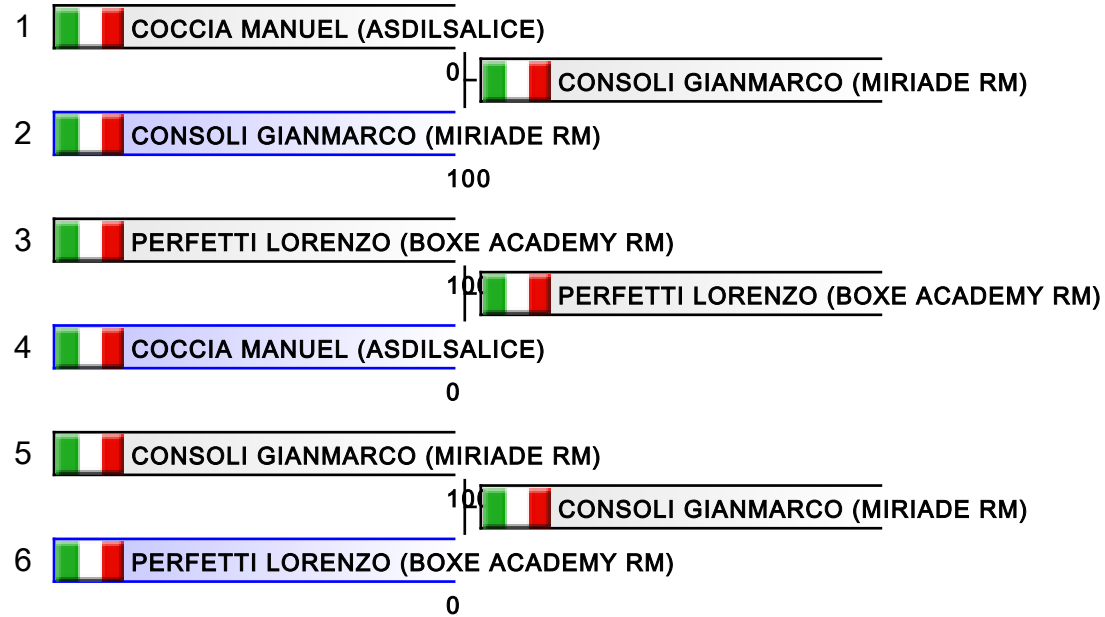 1 COCCIA MANUEL (ASDILSALICE)
0
CONSOLI GIANMARCO (MIRIADE RM)
2 CONSOLI GIANMARCO (MIRIADE RM)
100
3 PERFETTI LORENZO (BOXE ACADEMY RM)
100
PERFETTI LORENZO (BOXE ACADEMY RM)
4 COCCIA MANUEL (ASDILSALICE)
0
5 CONSOLI GIANMARCO (MIRIADE RM)
100
CONSOLI GIANMARCO (MIRIADE RM)
6 PERFETTI LORENZO (BOXE ACADEMY RM)
0